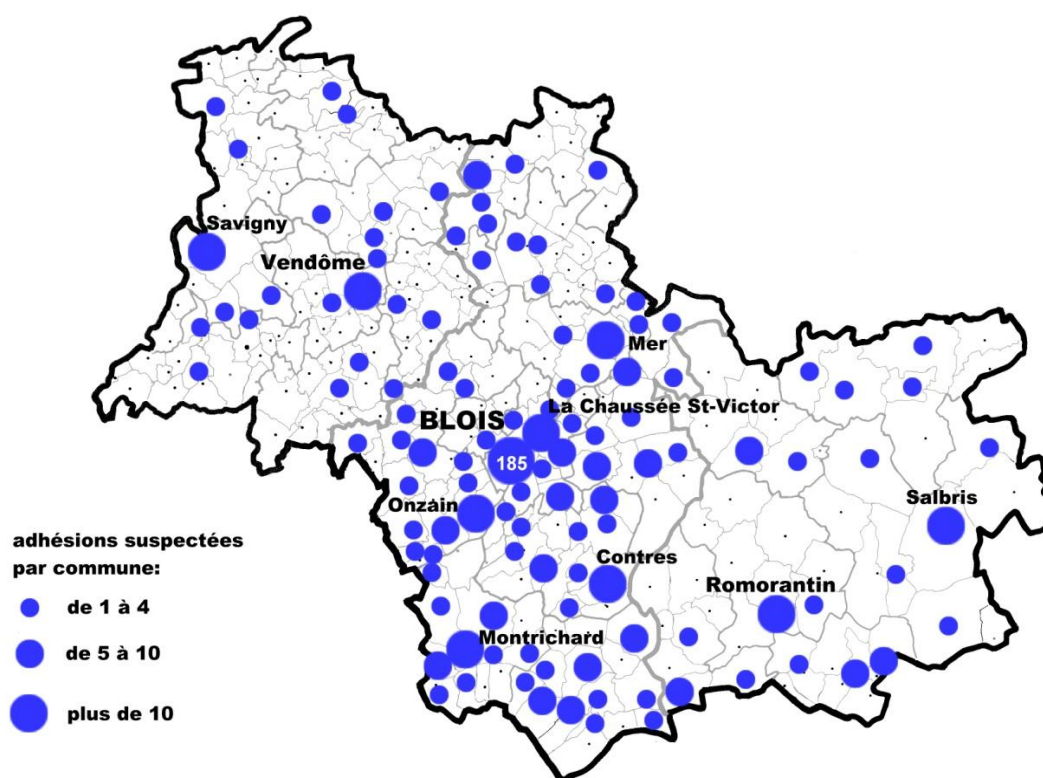 Savigny
Vendôme
Mer
La Chaussée St-Victor
BLOIS
185
Onzain
Salbris
Contres
Romorantin
Montrichard
adhésions suspectées
par commune:
de 1 à 4
de 5 à 10
plus de 10